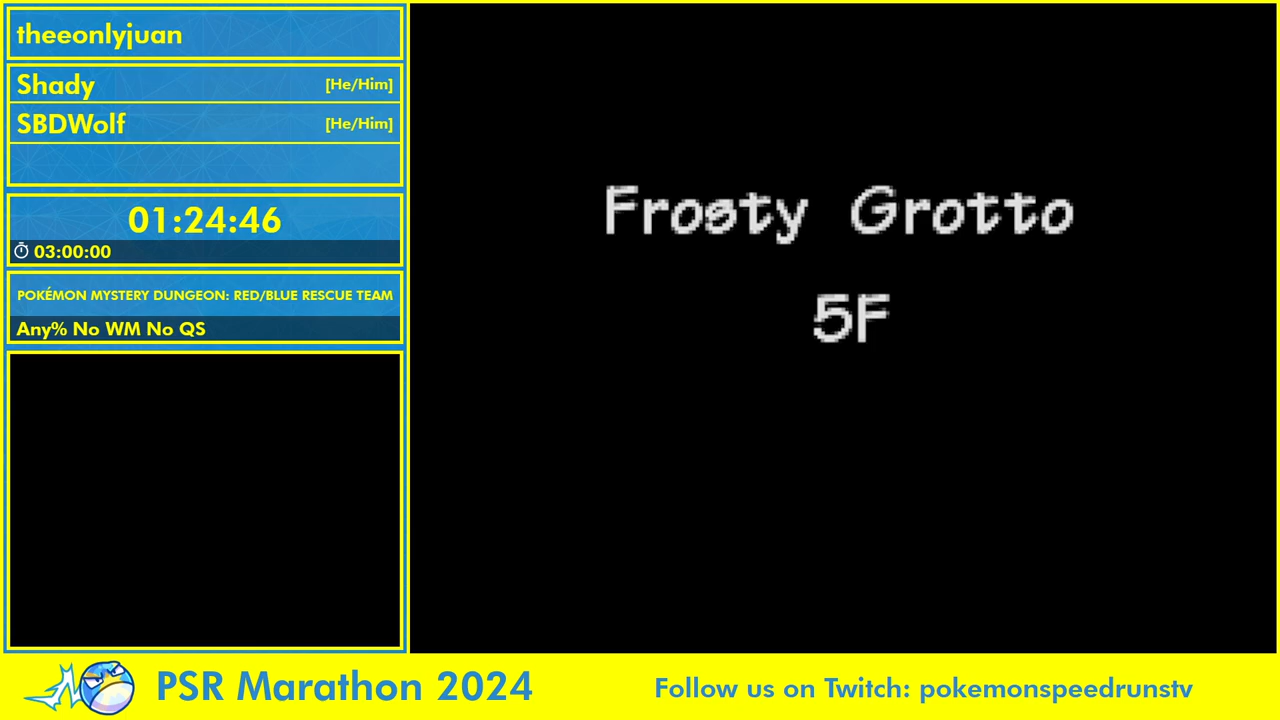 theeonlyjuan
Shady [He/Him]
SBDWolf [He/Him]
01:24:46
03:00:00
POKÉMON MYSTERY DUNGEON: RED/BLUE RESCUE TEAM
Any% No WM No QS
Frosty Grotto
5F
PSR Marathon 2024
Follow us on Twitch: pokemonspeedrunstv